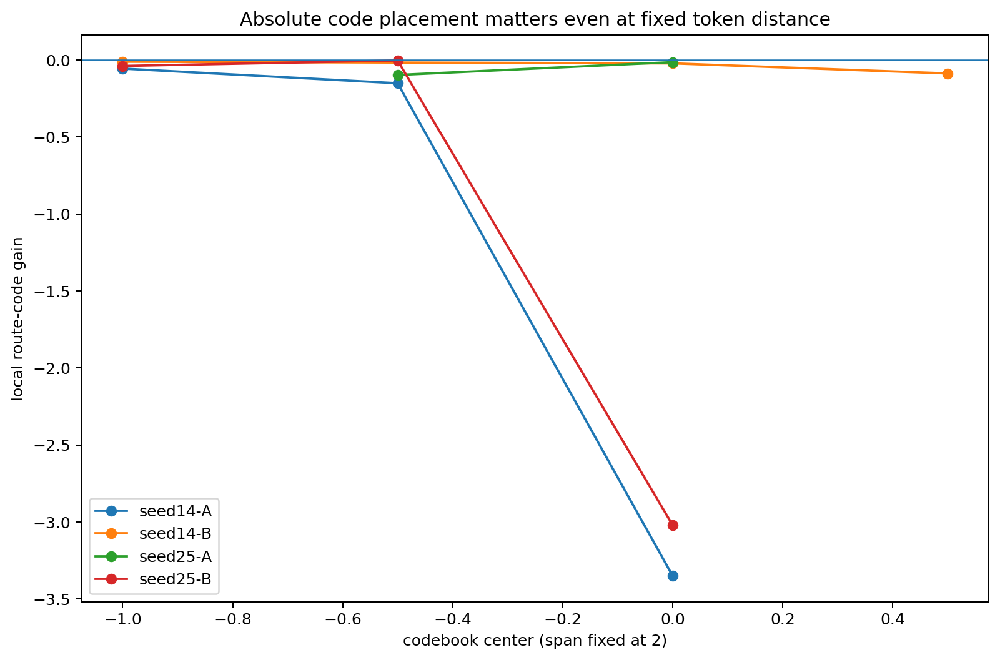 Absolute code placement matters even at fixed token distance
local route-code gain
0.0
−0.5
−1.0
−1.5
−2.0
−2.5
−3.0
−3.5
seed14-A
seed14-B
seed25-A
seed25-B
−1.0 −0.8 −0.6 −0.4 −0.2 0.0 0.2 0.4
codebook center (span fixed at 2)